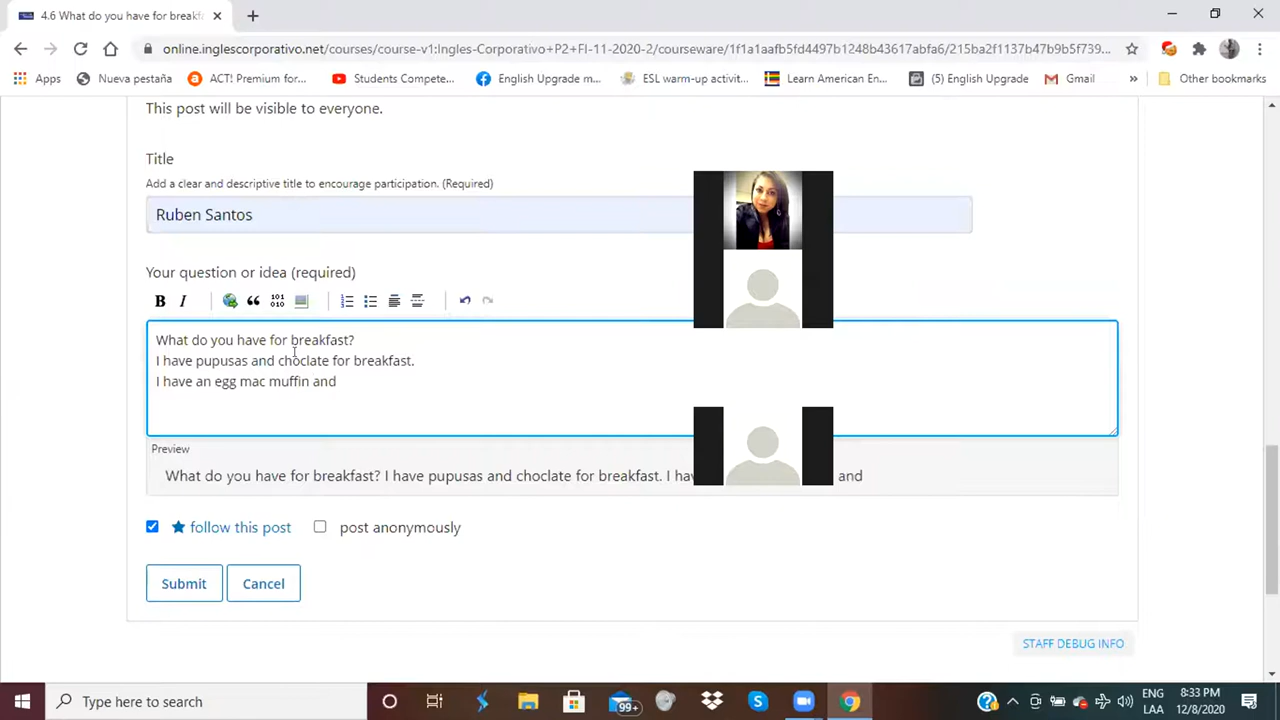 4.6 What do you have for breakf
online.inglescorporativo.net/courses/course-v1:Ingles-Corporativo+P2+FI-11-2020-2/courseware/1f1a1aafb5fd4497b1248b43617abfa6/215ba2f1137b47b9b5f739...
Apps Nueva pestaña ACT! Premium for... Students Compete... English Upgrade m... ESL warm-up activit... Learn American En... (5) English Upgrade Gmail » Other bookmarks
This post will be visible to everyone.
Title
Add a clear and descriptive title to encourage participation. (Required)
Ruben Santos
Your question or idea (required)
B I
What do you have for breakfast?
I have pupusas and choclate for breakfast.
I have an egg mac muffin and
Preview
What do you have for breakfast? I have pupusas and choclate for breakfast. I hav and
follow this post post anonymously
Submit Cancel
STAFF DEBUG INFO
Type here to search
99+
ENG 8:33 PM
LAA 12/8/2020